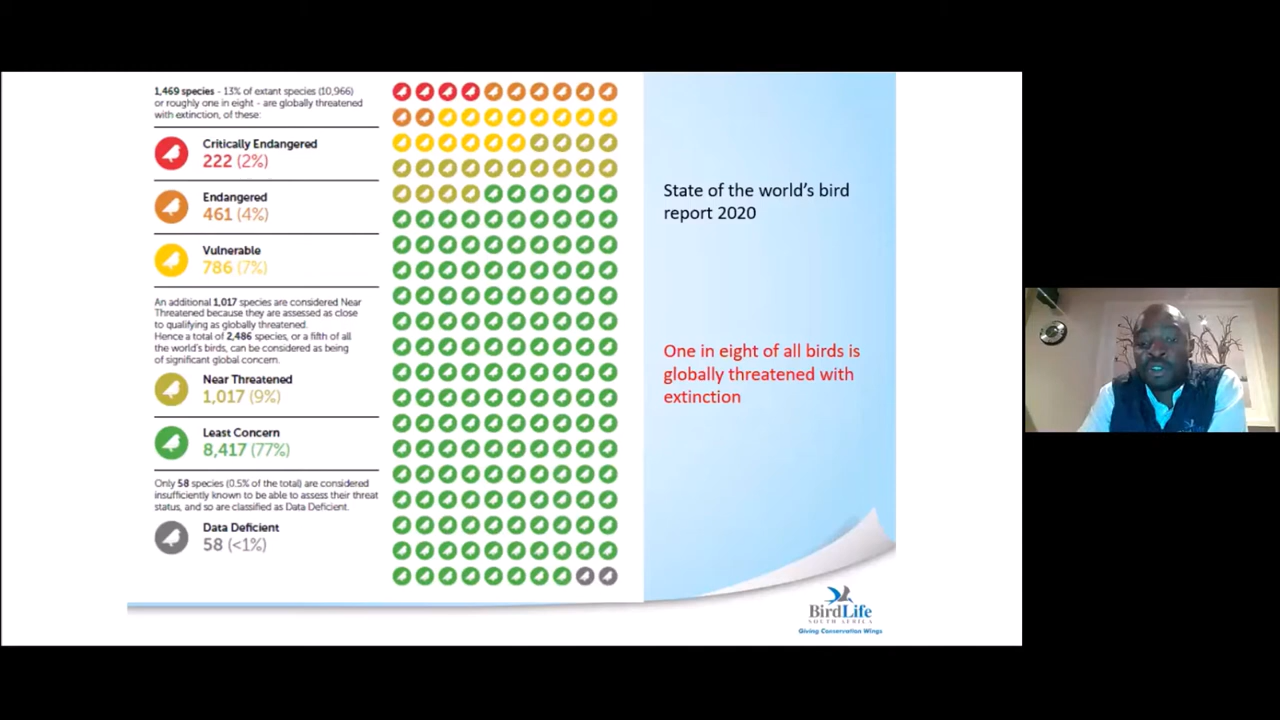 1,469 species - 13% of extant species (10,966)
or roughly one in eight - are globally threatened
with extinction, of these:
Critically Endangered
222 (2%)
Endangered
461 (4%)
Vulnerable
786 (7%)
An additional 1,017 species are considered Near
Threatened because they are assessed as close
to qualifying as globally threatened.
Hence a total of 2,486 species, or a fifth of all
the world's birds, can be considered as being
of significant global concern.
Near Threatened
1,017 (9%)
Least Concern
8,417 (77%)
Only 58 species (0.5% of the total) are considered
insufficiently known to be able to assess their threat
status, and so are classified as Data Deficient.
Data Deficient
58 (<1%)
State of the world's bird
report 2020
One in eight of all birds is
globally threatened with
extinction
BirdLife
SOUTH AFRICA
Giving Conservation Wings